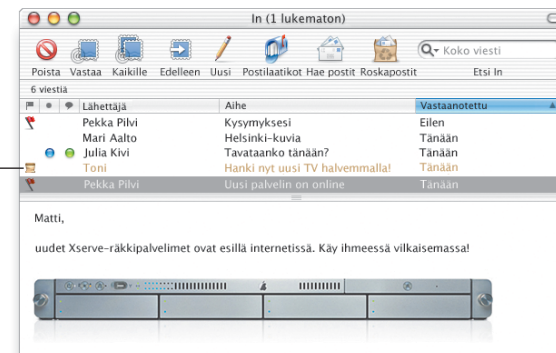 In (1 lukematon)
Poista Vastaa Kaikille Edelleen Uusi Postilaatikot Hae postit Roskapostit Koko viesti Etsi In
6 viestiä
Lähettäjä Aihe Vastaanotettu
Pekka Pilvi Kysymyksesi Eilen
Mari Aalto Helsinki-kuvia Tänään
Julia Kivi Tavataanko tänään? Tänään
Toni Hanki nyt uusi TV halvemmalla! Tänään
Pekka Pilvi Uusi palvelin on online Tänään
Matti,
uudet Xserve-räkkipalvelimet ovat esillä internetissä. Käy ihmeessä vilkaisemassa!